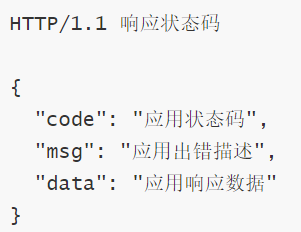 HTTP/1.1 响应状态码
{
"code": "应用状态码",
"msg": "应用出错描述",
"data": "应用响应数据"
}